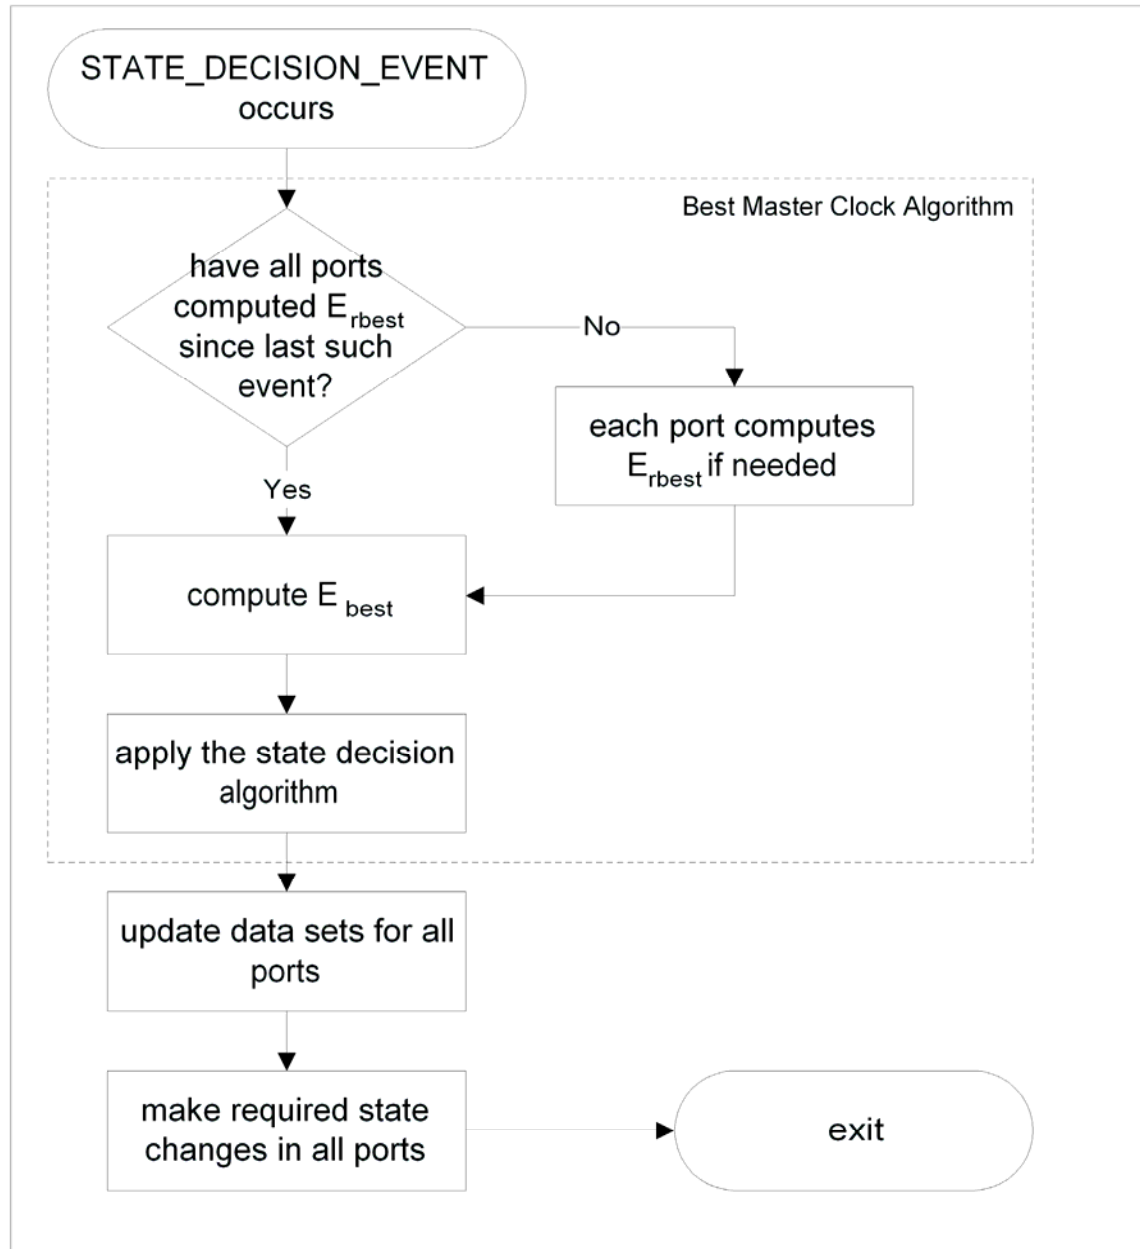 STATE_DECISION_EVENT
occurs
Best Master Clock Algorithm
have all ports
computed E rbest
since last such
event?
No
each port computes
E rbest if needed
Yes
compute E best
apply the state decision
algorithm
update data sets for all
ports
make required state
changes in all ports
exit